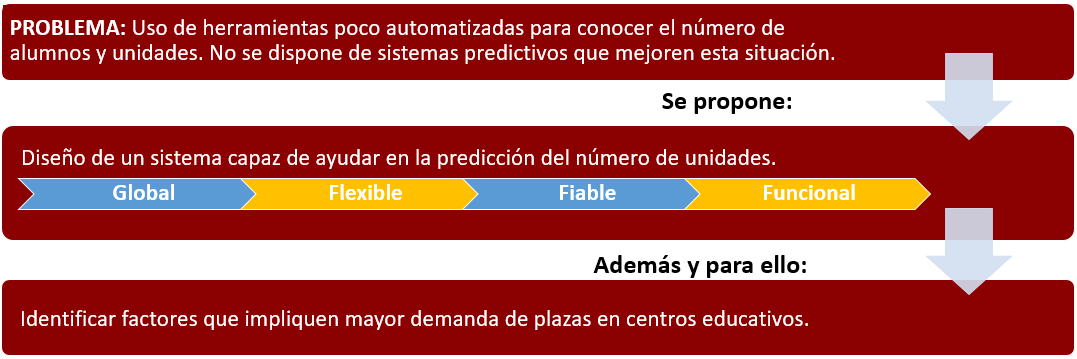 PROBLEMA: Uso de herramientas poco automatizadas para conocer el número de
alumnos y unidades. No se dispone de sistemas predictivos que mejoren esta situación.
Se propone:
Diseño de un sistema capaz de ayudar en la predicción del número de unidades.
Global Flexible Fiable Funcional
Además y para ello:
Identificar factores que impliquen mayor demanda de plazas en centros educativos.